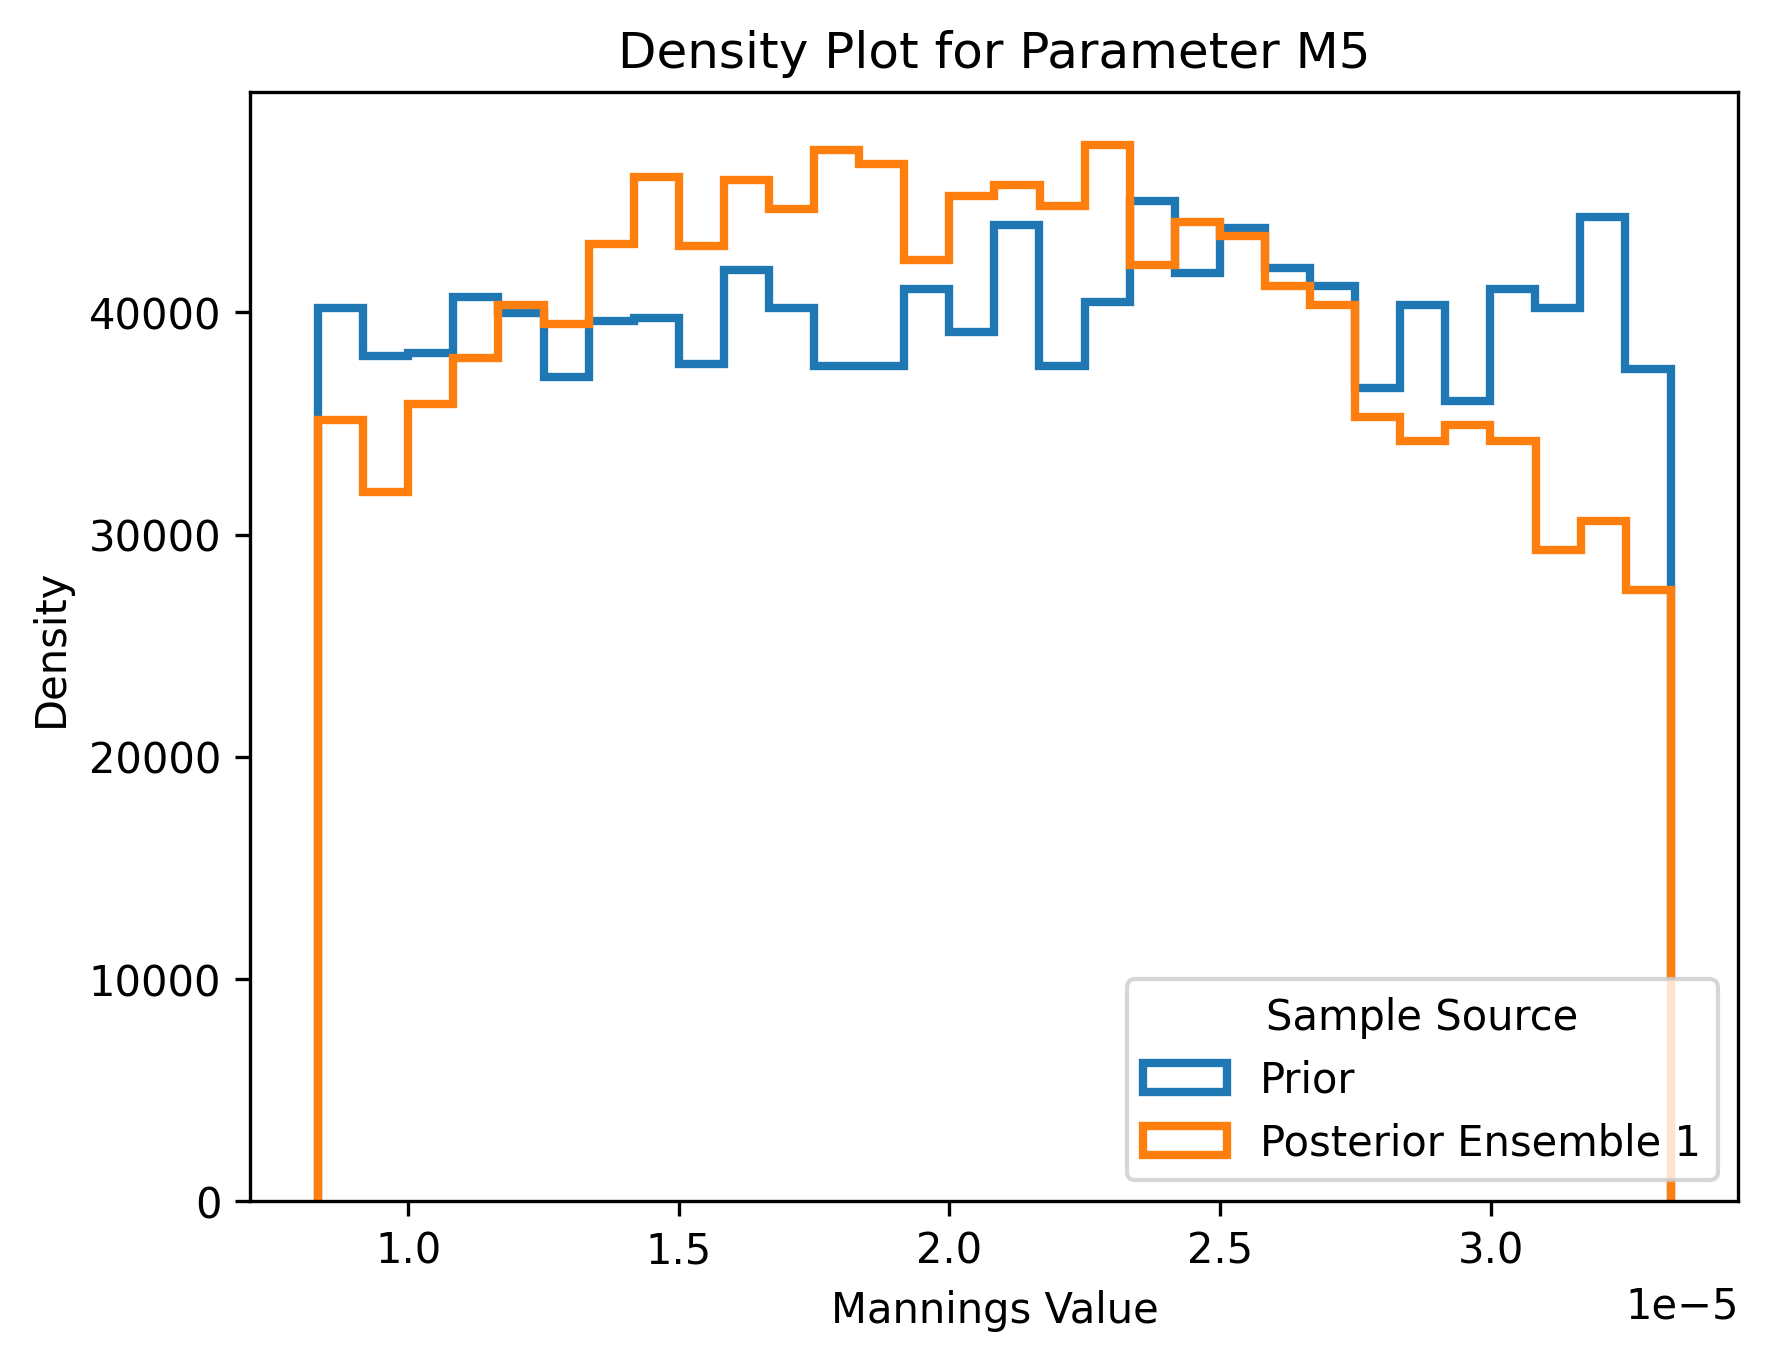 Density Plot for Parameter M5
40000
30000
20000
10000
0
Density
Sample Source
Prior
Posterior Ensemble 1
1.0 1.5 2.0 2.5 3.0
1e−5
Mannings Value